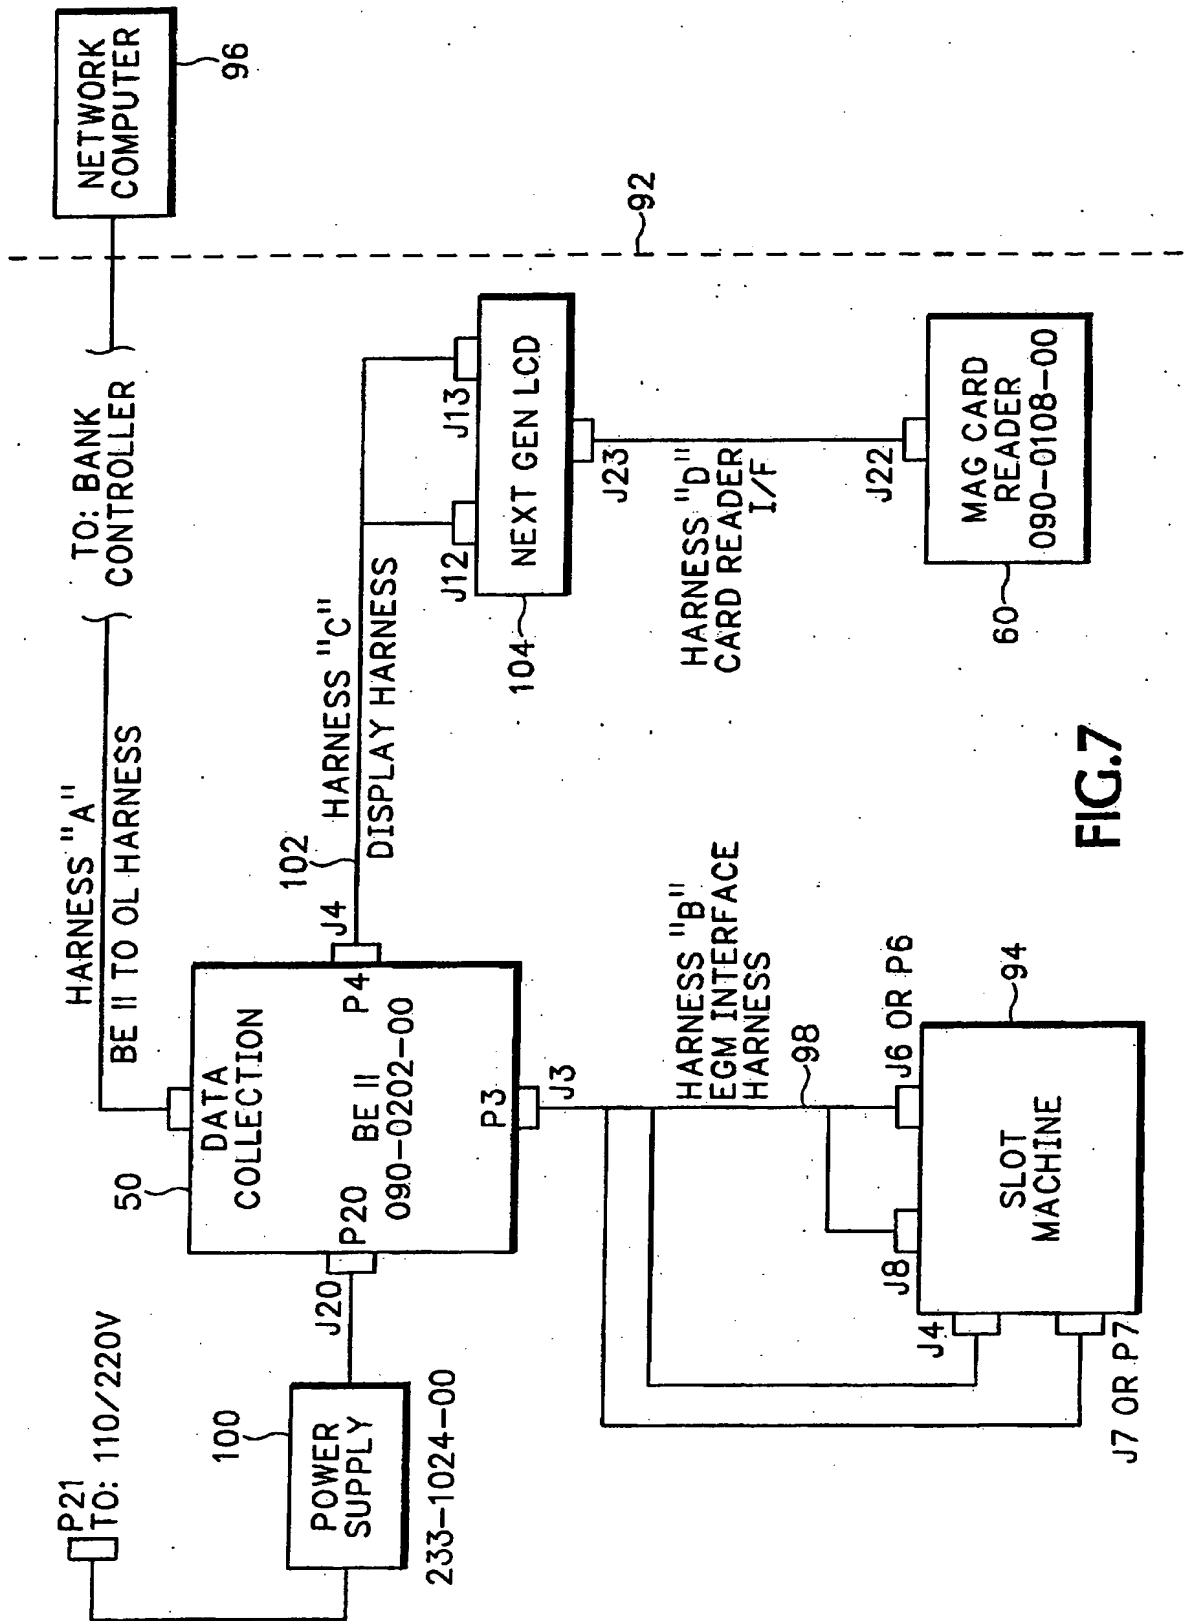 P21
TO: 110/220V
100
POWER
SUPPLY
233-1024-00
J20
HARNESS "A"
BE II TO OL HARNESS
TO: BANK
CONTROLLER
NETWORK
COMPUTER
96
50
DATA
COLLECTION
P20
BE II
090-0202-00
P4
P3
J4
J3
102
HARNESS "C"
DISPLAY HARNESS
J12
J13
NEXT GEN LCD
104
J23
92
HARNESS "D"
CARD READER
I/F
J22
MAG CARD
READER
090-0108-00
60
HARNESS "B"
EGM INTERFACE
HARNESS
98
J6 OR P6
J8
J4
J7 OR P7
SLOT
MACHINE
94
FIG.7